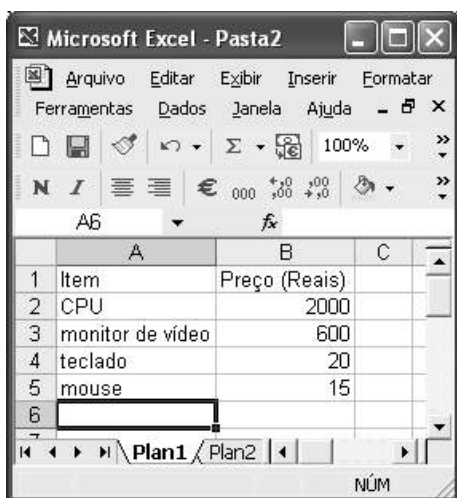 Microsoft Excel - Pasta2
Arquivo Editar Exibir Inserir Formatar
Ferramentas Dados Janela Ajuda
Σ 100% »
N I € 000 ,00 »
A6 fx
A B C
1 Item Preço (Reais)
2 CPU 2000
3 monitor de vídeo 600
4 teclado 20
5 mouse 15
6
Plan1 / Plan2
NÚM